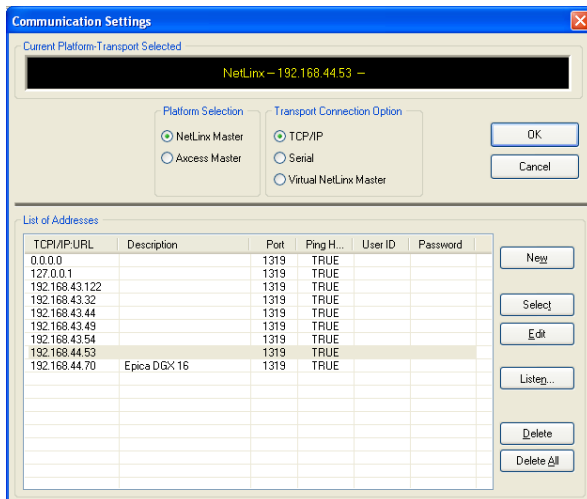 Communication Settings
Current Platform-Transport Selected
NetLinx – 192.168.44.53 –
Platform Selection
NetLinx Master
Axcess Master
Transport Connection Option
TCP/IP
Serial
Virtual NetLinx Master
OK
Cancel
List of Addresses
TCPI/IP:URL Description Port Ping H... User ID Password
0.0.0.0 1319 TRUE
127.0.0.1 1319 TRUE
192.168.43.122 1319 TRUE
192.168.43.32 1319 TRUE
192.168.43.44 1319 TRUE
192.168.43.49 1319 TRUE
192.168.43.54 1319 TRUE
192.168.44.53 1319 TRUE
192.168.44.70 Epica DGX 16 1319 TRUE
New
Select
Edit
Listen...
Delete
Delete All